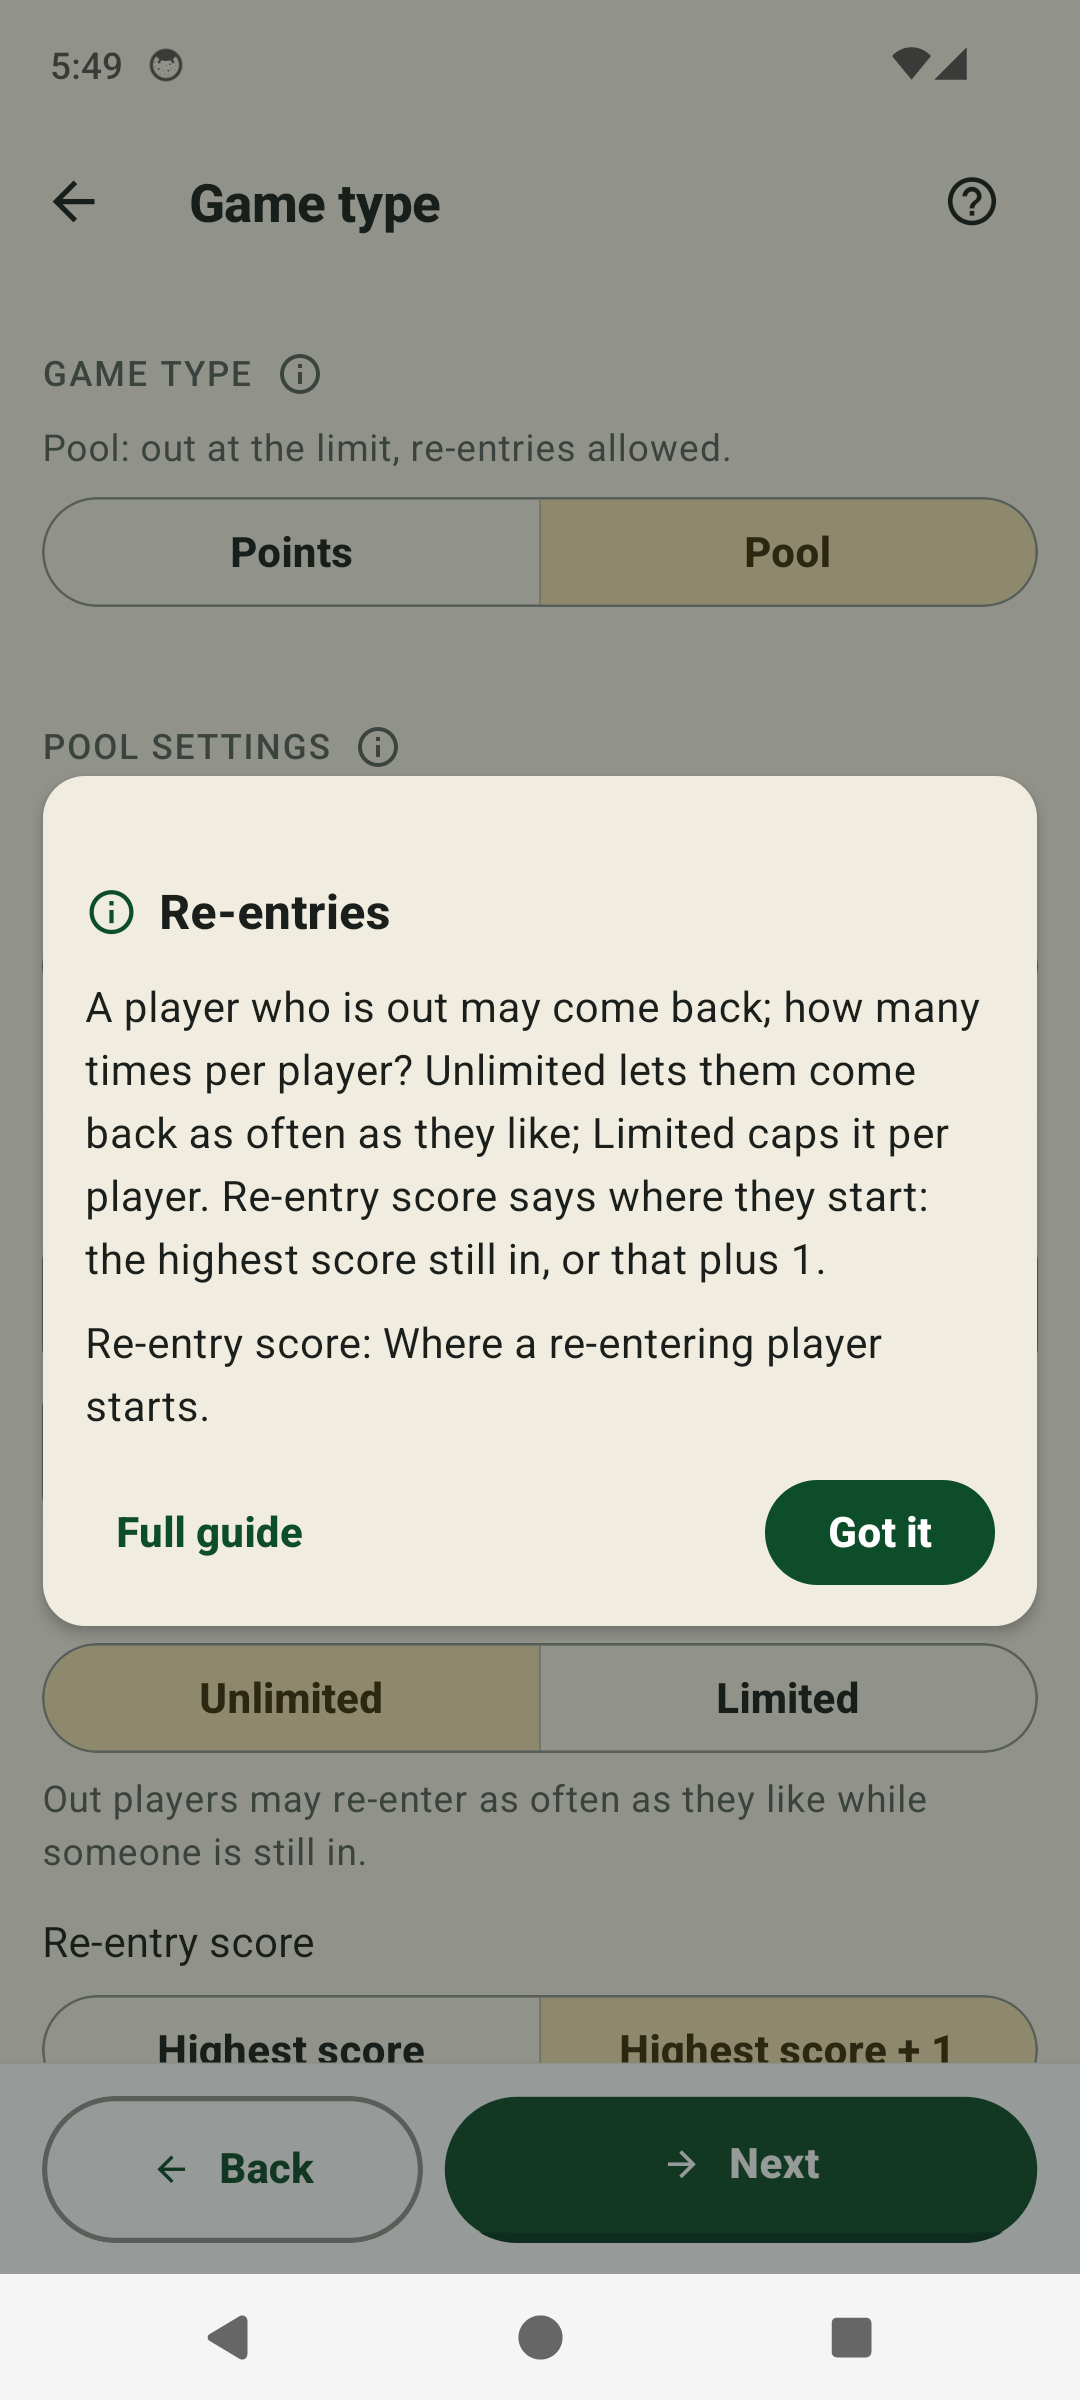 5:49
Game type
GAME TYPE
Pool: out at the limit, re-entries allowed.
Points
Pool
POOL SETTINGS
Re-entries
A player who is out may come back; how many
times per player? Unlimited lets them come
back as often as they like; Limited caps it per
player. Re-entry score says where they start:
the highest score still in, or that plus 1.
Re-entry score: Where a re-entering player
starts.
Full guide
Got it
Unlimited
Limited
Out players may re-enter as often as they like while
someone is still in.
Re-entry score
Highest score
Highest score + 1
Back
Next